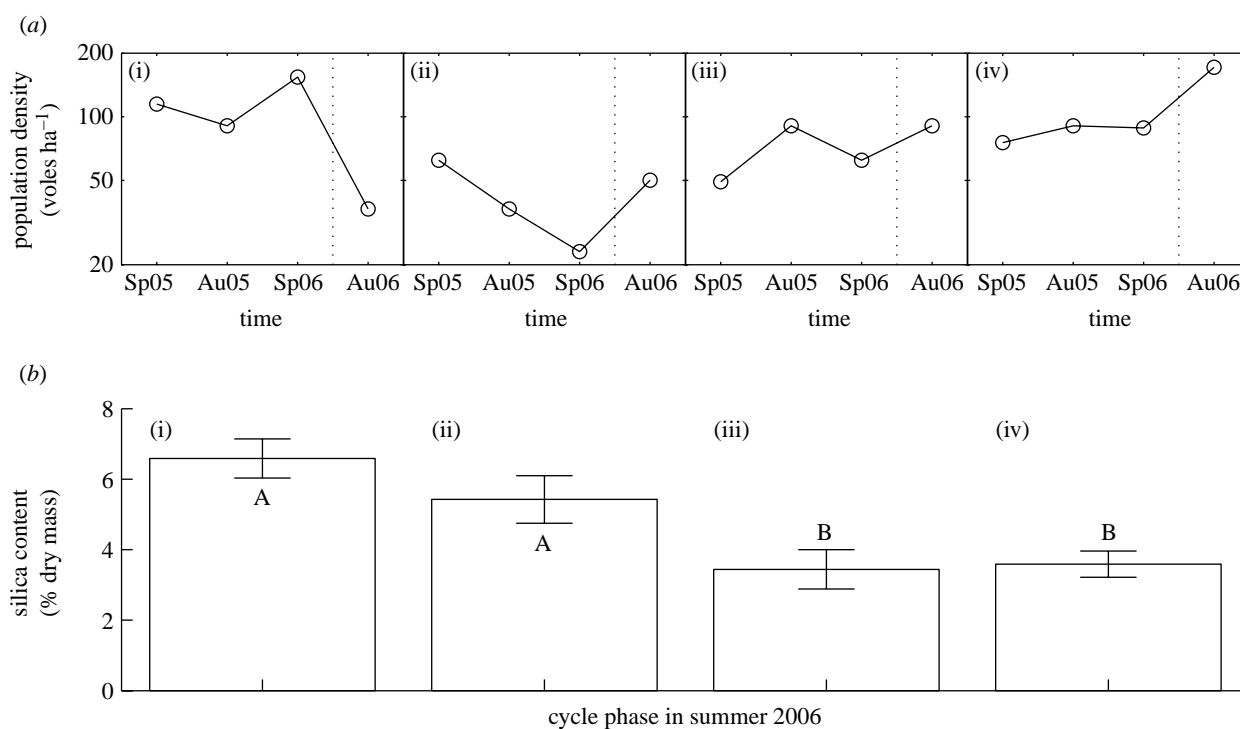 (a)
200
100
50
20
population density
(voles ha⁻¹)
(i) (ii) (iii) (iv)
Sp05 Au05 Sp06 Au06 Sp05 Au05 Sp06 Au06 Sp05 Au05 Sp06 Au06 Sp05 Au05 Sp06 Au06
time time time time
(b)
8
6
4
2
0
silica content
(% dry mass)
(i) (ii) (iii) (iv)
A A B B
cycle phase in summer 2006